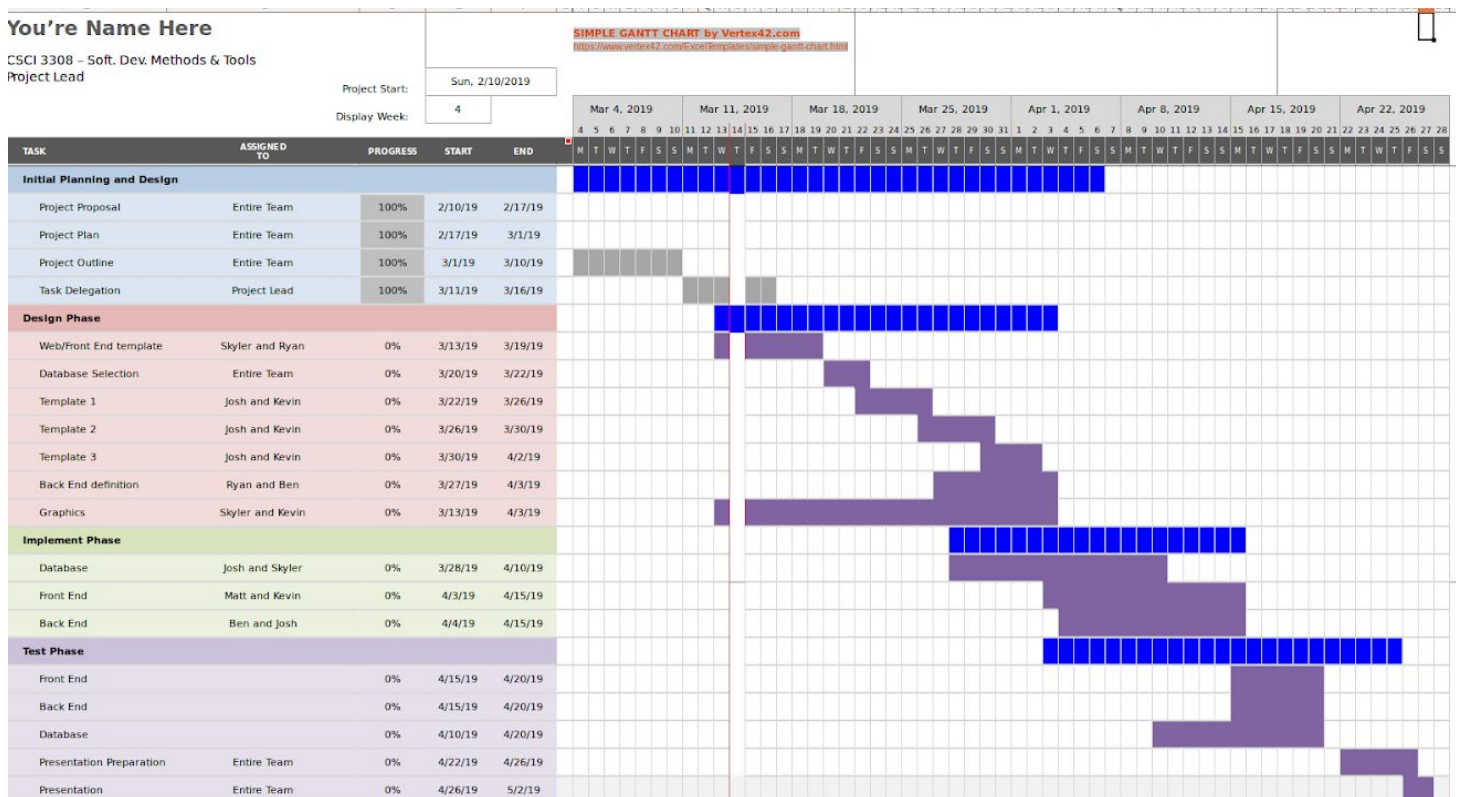 You're Name Here
SIMPLE GANTT CHART by Vertex42.com
https://www.vertex42.com/ExcelTemplates/simple-gantt-chart.html
CSCI 3308 – Soft. Dev. Methods & Tools
Project Lead
Project Start: Sun, 2/10/2019
Display Week: 4
Mar 4, 2019 Mar 11, 2019 Mar 18, 2019 Mar 25, 2019 Apr 1, 2019 Apr 8, 2019 Apr 15, 2019 Apr 22, 2019
4 5 6 7 8 9 10 11 12 13 14 15 16 17 18 19 20 21 22 23 24 25 26 27 28 29 30 31 1 2 3 4 5 6 7 8 9 10 11 12 13 14 15 16 17 18 19 20 21 22 23 24 25 26 27 28
TASK ASSIGNED TO PROGRESS START END M T W T F S S M T W T F S S M T W T F S S M T W T F S S M T W T F S S M T W T F S S M T W T F S S M T W T F S S
Initial Planning and Design
Project Proposal Entire Team 100% 2/10/19 2/17/19
Project Plan Entire Team 100% 2/17/19 3/1/19
Project Outline Entire Team 100% 3/1/19 3/10/19
Task Delegation Project Lead 100% 3/11/19 3/16/19
Design Phase
Web/Front End template Skyler and Ryan 0% 3/13/19 3/19/19
Database Selection Entire Team 0% 3/20/19 3/22/19
Template 1 Josh and Kevin 0% 3/22/19 3/26/19
Template 2 Josh and Kevin 0% 3/26/19 3/30/19
Template 3 Josh and Kevin 0% 3/30/19 4/2/19
Back End definition Ryan and Ben 0% 3/27/19 4/3/19
Graphics Skyler and Kevin 0% 3/13/19 4/3/19
Implement Phase
Database Josh and Skyler 0% 3/28/19 4/10/19
Front End Matt and Kevin 0% 4/3/19 4/15/19
Back End Ben and Josh 0% 4/4/19 4/15/19
Test Phase
Front End 0% 4/15/19 4/20/19
Back End 0% 4/15/19 4/20/19
Database 0% 4/10/19 4/20/19
Presentation Preparation Entire Team 0% 4/22/19 4/26/19
Presentation Entire Team 0% 4/26/19 5/2/19